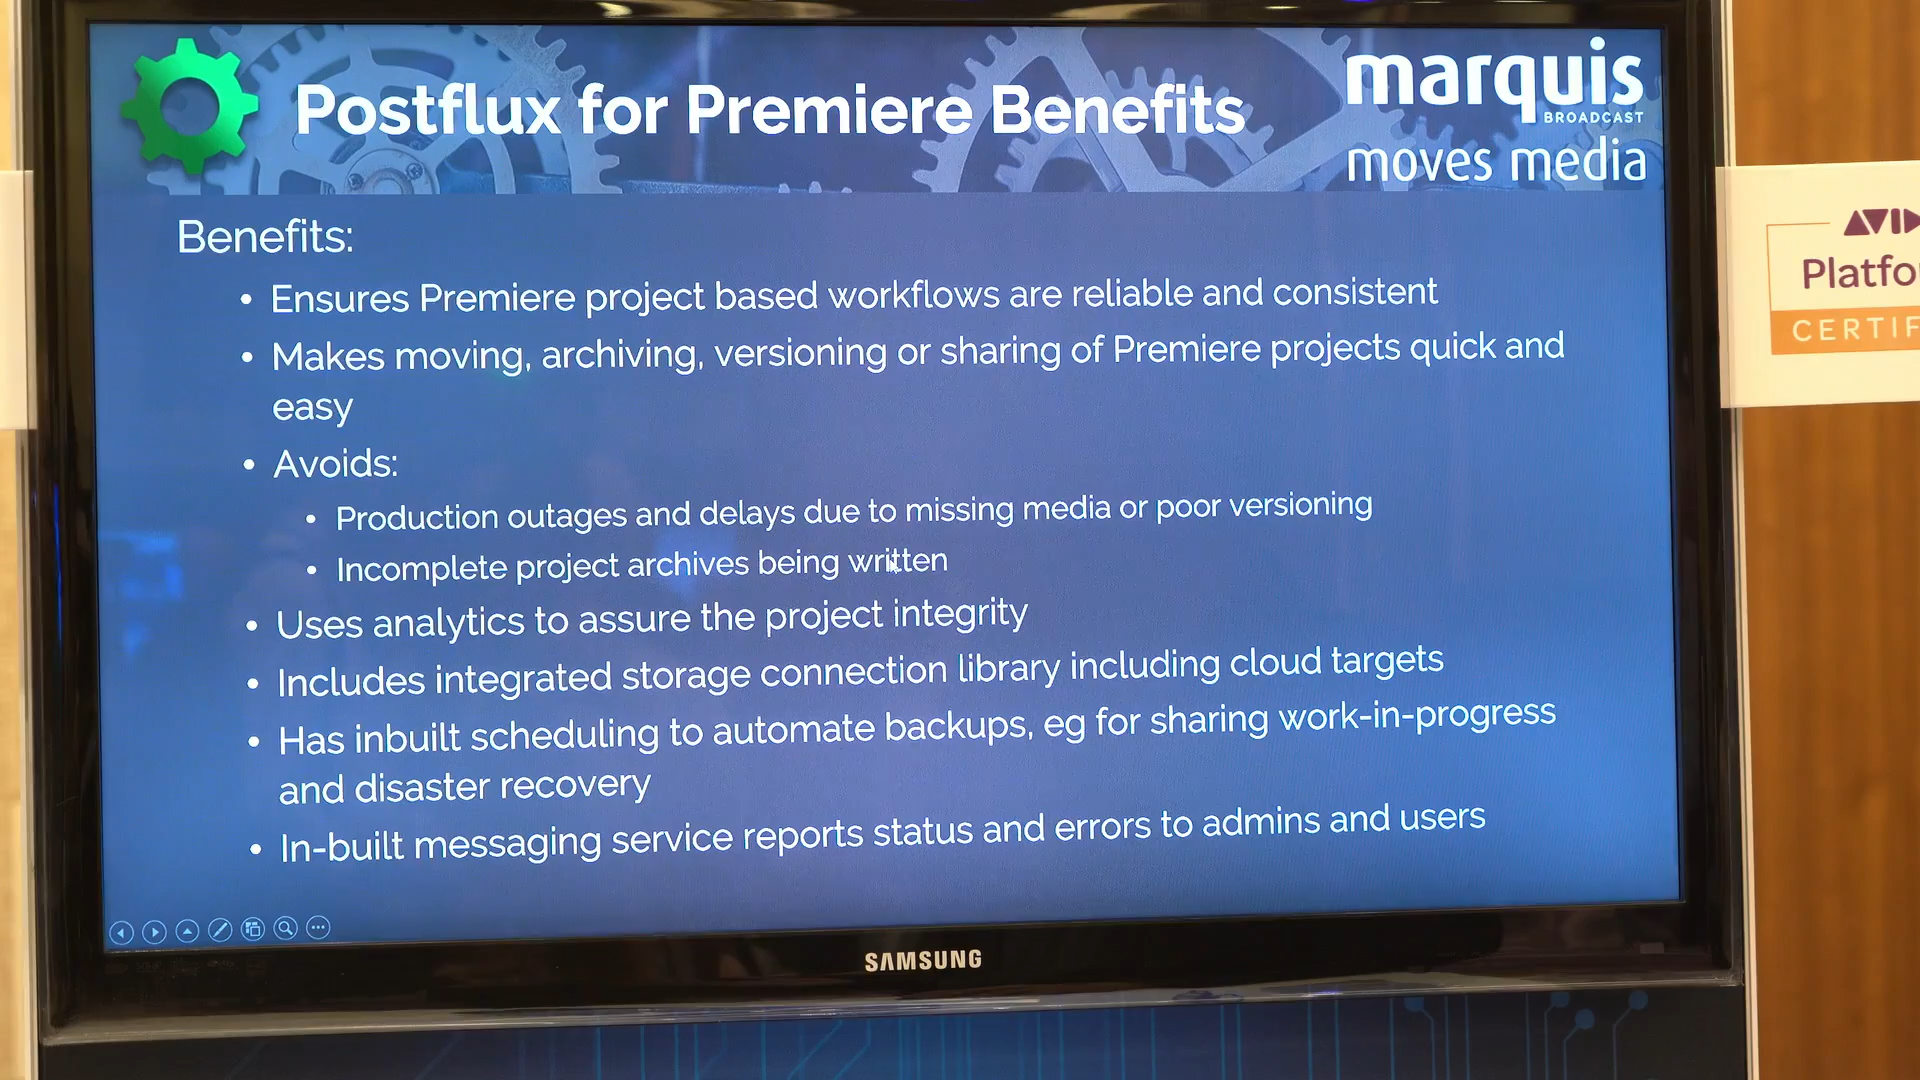 Postflux for Premiere Benefits
marquis
BROADCAST
moves media
Benefits:
• Ensures Premiere project based workflows are reliable and consistent
• Makes moving, archiving, versioning or sharing of Premiere projects quick and
easy
• Avoids:
• Production outages and delays due to missing media or poor versioning
• Incomplete project archives being written
• Uses analytics to assure the project integrity
• Includes integrated storage connection library including cloud targets
• Has inbuilt scheduling to automate backups, eg for sharing work-in-progress
and disaster recovery
• In-built messaging service reports status and errors to admins and users
SAMSUNG
AVID
Platfo
CERTIF